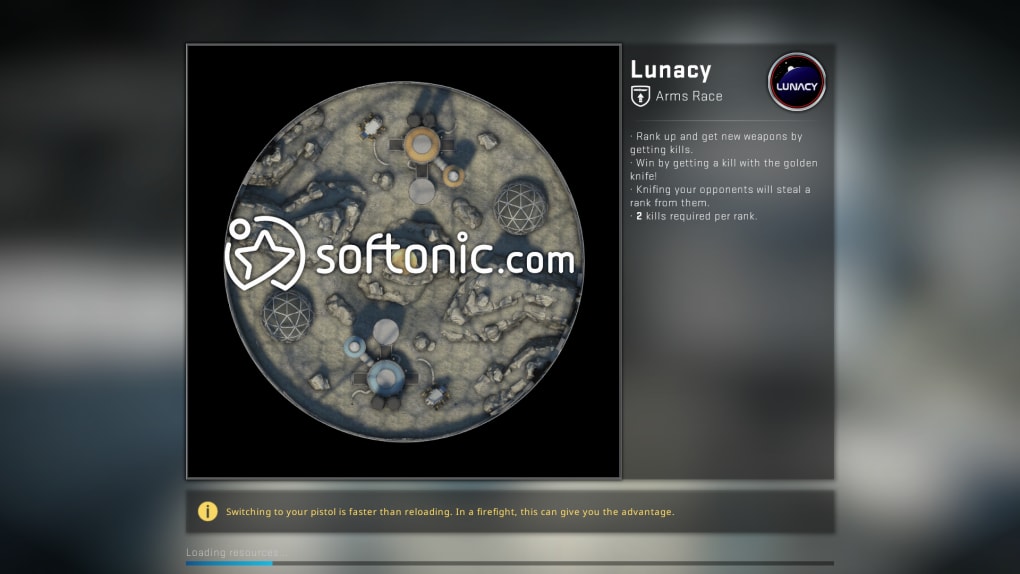 Lunacy
LUNACY
Arms Race
· Rank up and get new weapons by
getting kills.
· Win by getting a kill with the golden
knife!
· Knifing your opponents will steal a
rank from them.
· 2 kills required per rank.
softonic.com
i Switching to your pistol is faster than reloading. In a firefight, this can give you the advantage.
Loading resources...